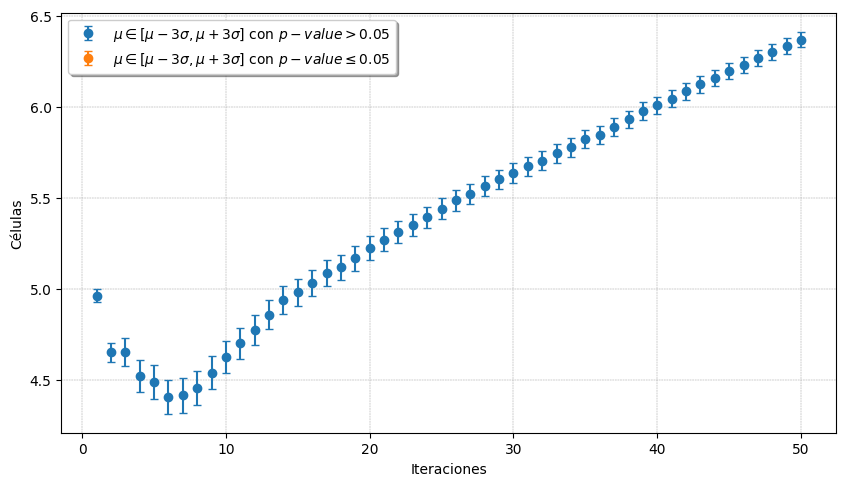 μ ∈ [μ − 3σ, μ + 3σ] con p − value > 0.05
μ ∈ [μ − 3σ, μ + 3σ] con p − value ≤ 0.05
6.5
6.0
5.5
5.0
4.5
Células
0 10 20 30 40 50
Iteraciones